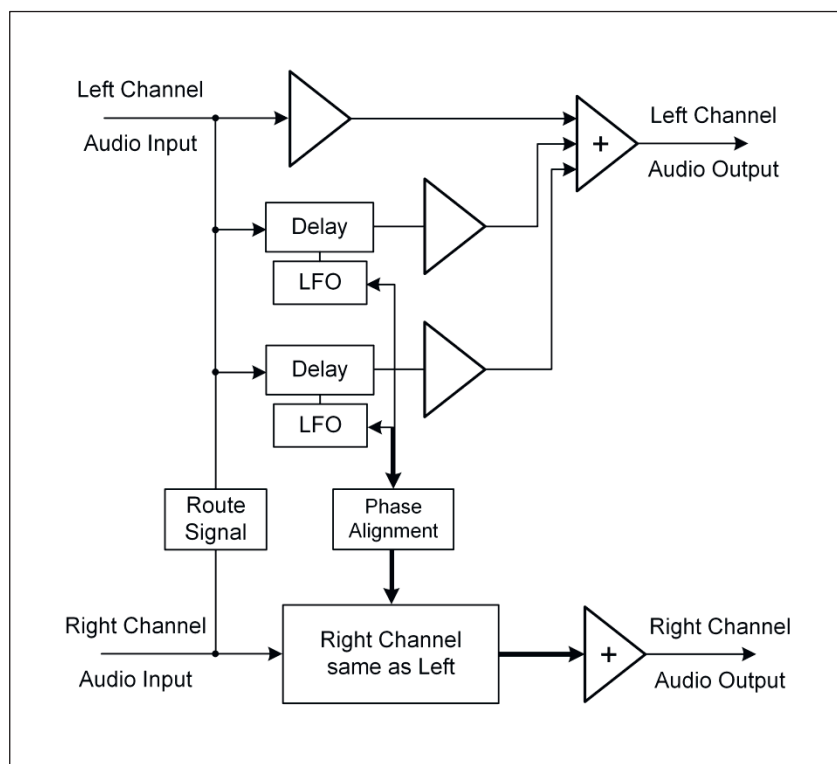 Left Channel
Audio Input
+
Left Channel
Audio Output
Delay
LFO
Delay
LFO
Route
Signal
Phase
Alignment
Right Channel
Audio Input
Right Channel
same as Left
+
Right Channel
Audio Output